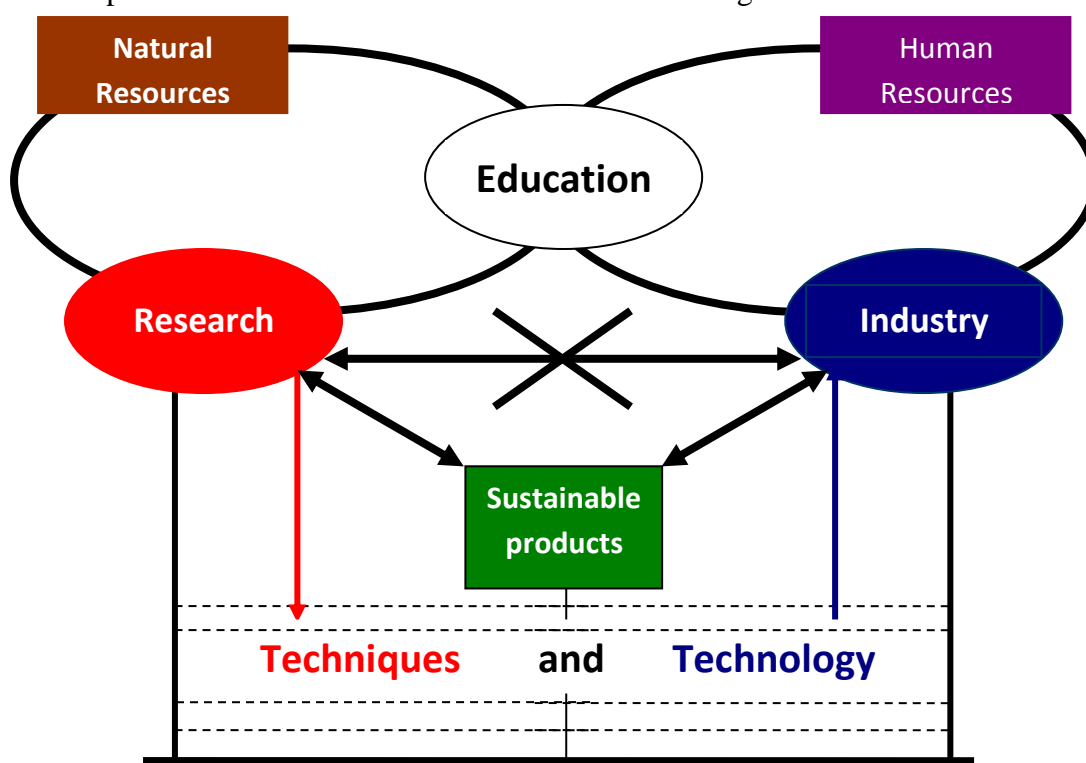 Natural
Resources
Human
Resources
Education
Research
Industry
Sustainable
products
Techniques and Technology